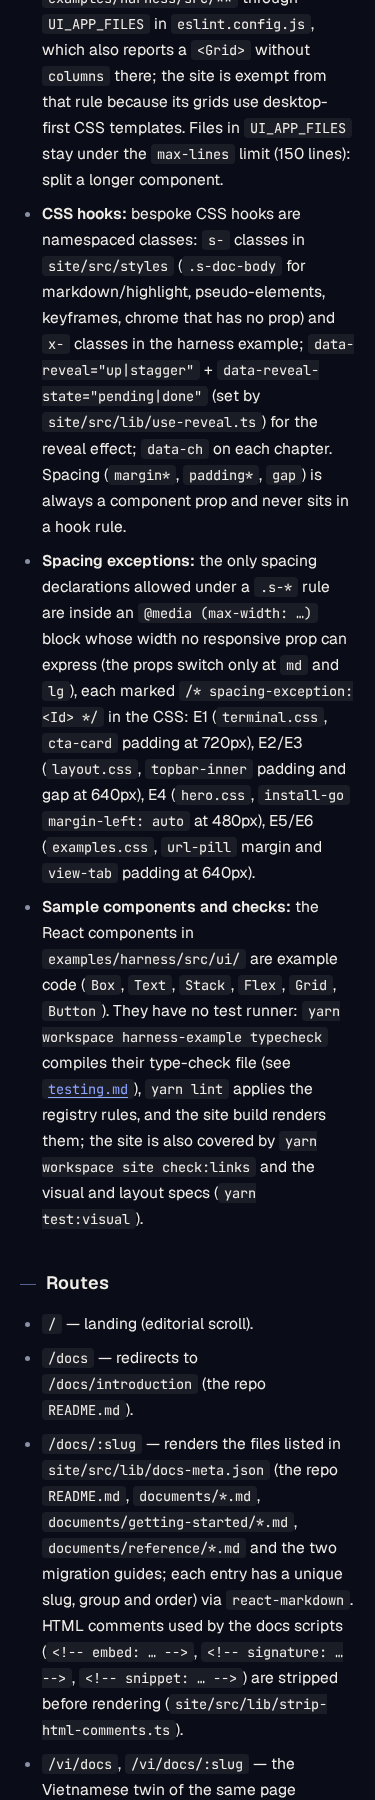 examples/harness/src/** through
UI_APP_FILES in eslint.config.js,
which also reports a <Grid> without
columns there; the site is exempt from
that rule because its grids use desktop-
first CSS templates. Files in UI_APP_FILES
stay under the max-lines limit (150 lines):
split a longer component.
CSS hooks: bespoke CSS hooks are
namespaced classes: s- classes in
site/src/styles (.s-doc-body for
markdown/highlight, pseudo-elements,
keyframes, chrome that has no prop) and
x- classes in the harness example; data-
reveal="up|stagger" + data-reveal-
state="pending|done" (set by
site/src/lib/use-reveal.ts) for the
reveal effect; data-ch on each chapter.
Spacing (margin*, padding*, gap) is
always a component prop and never sits in
a hook rule.
Spacing exceptions: the only spacing
declarations allowed under a .s-* rule
are inside an @media (max-width: …)
block whose width no responsive prop can
express (the props switch only at md and
lg), each marked /* spacing-exception:
<Id> */ in the CSS: E1 (terminal.css,
cta-card padding at 720px), E2/E3
(layout.css, topbar-inner padding and
gap at 640px), E4 (hero.css, install-go
margin-left: auto at 480px), E5/E6
(examples.css, url-pill margin and
view-tab padding at 640px).
Sample components and checks: the
React components in
examples/harness/src/ui/ are example
code (Box, Text, Stack, Flex, Grid,
Button). They have no test runner: yarn
workspace harness-example typecheck
compiles their type-check file (see
testing.md), yarn lint applies the
registry rules, and the site build renders
them; the site is also covered by yarn
workspace site check:links and the
visual and layout specs (yarn
test:visual).
— Routes
/ — landing (editorial scroll).
/docs — redirects to
/docs/introduction (the repo
README.md).
/docs/:slug — renders the files listed in
site/src/lib/docs-meta.json (the repo
README.md, documents/*.md,
documents/getting-started/*.md,
documents/reference/*.md and the two
migration guides; each entry has a unique
slug, group and order) via react-markdown.
HTML comments used by the docs scripts
(<!-- embed: … -->, <!-- signature: …
-->, <!-- snippet: … -->) are stripped
before rendering (site/src/lib/strip-
html-comments.ts).
/vi/docs, /vi/docs/:slug — the
Vietnamese twin of the same page